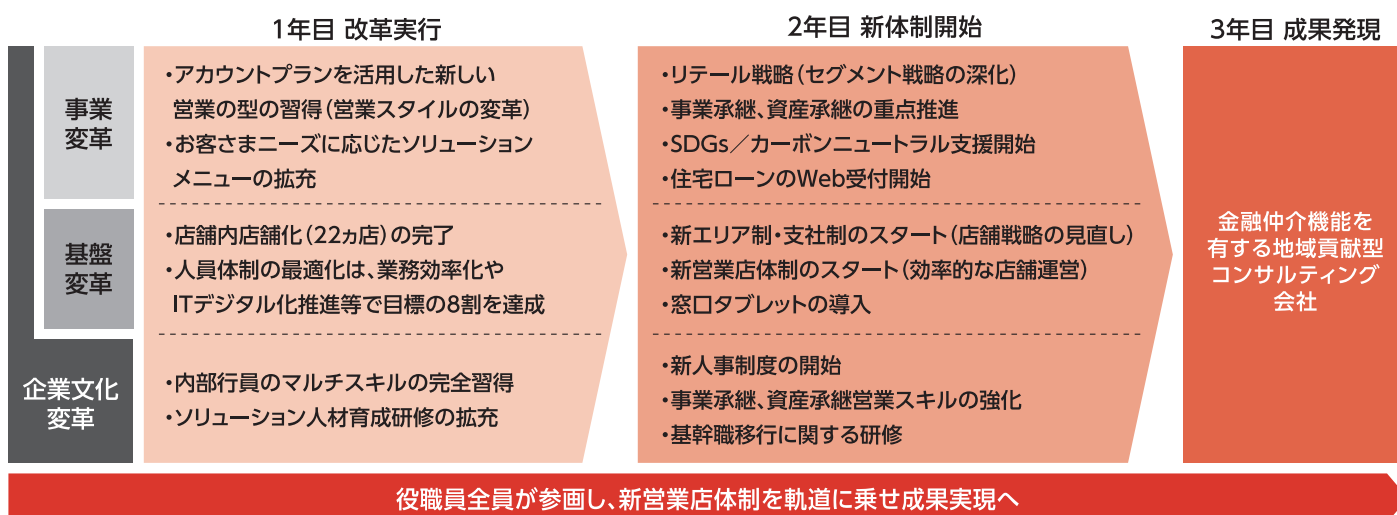 1年目 改革実行
2年目 新体制開始
3年目 成果発現
事業
変革
・アカウントプランを活用した新しい
営業の型の習得(営業スタイルの変革)
・お客さまニーズに応じたソリューション
メニューの拡充
・リテール戦略(セグメント戦略の深化)
・事業承継、資産承継の重点推進
・SDGs/カーボンニュートラル支援開始
・住宅ローンのWeb受付開始
基盤
変革
・店舗内店舗化(22ヵ店)の完了
・人員体制の最適化は、業務効率化や
ITデジタル化推進等で目標の8割を達成
・新エリア制・支社制のスタート(店舗戦略の見直し)
・新営業店体制のスタート(効率的な店舗運営)
・窓口タブレットの導入
企業文化
変革
・内部行員のマルチスキルの完全習得
・ソリューション人材育成研修の拡充
・新人事制度の開始
・事業承継、資産承継営業スキルの強化
・基幹職移行に関する研修
金融仲介機能を
有する地域貢献型
コンサルティング
会社
役職員全員が参画し、新営業店体制を軌道に乗せ成果実現へ